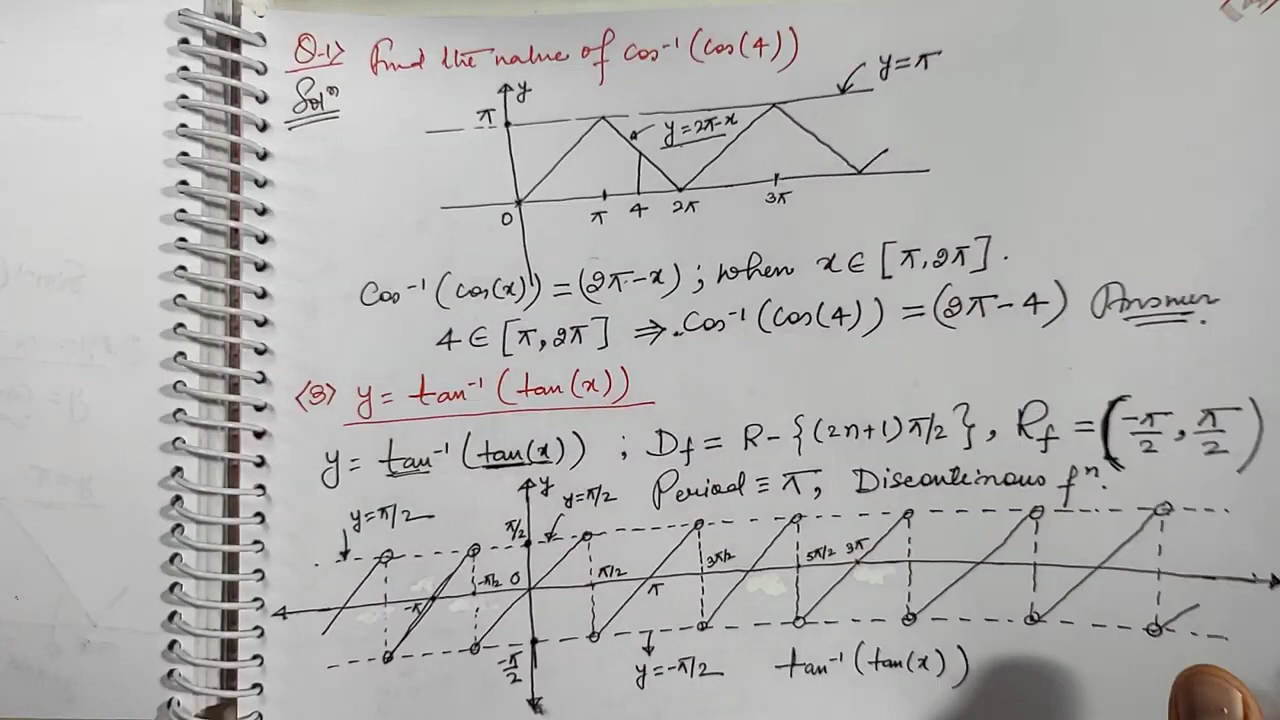 Q-1> Find the value of cos⁻¹(cos(4))
Solⁿ
y
y=π
π
y=2π-x
0 π 4 2π 3π
cos⁻¹(cos(x)) = (2π-x) ; when x ∈ [π, 2π].
4 ∈ [π, 2π] ⇒ cos⁻¹(cos(4)) = (2π-4) Answer.
<3> y = tan⁻¹(tan(x))
y = tan⁻¹(tan(x)) ; D_f = R - {(2n+1)π/2}, R_f = (-π/2, π/2)
Period ≡ π, Discontinous fⁿ.
y=π/2 π/2 y y=π/2
-π -π/2 0 π/2 π 3π/2 5π/2 3π
-π/2 y=-π/2 tan⁻¹(tan(x))